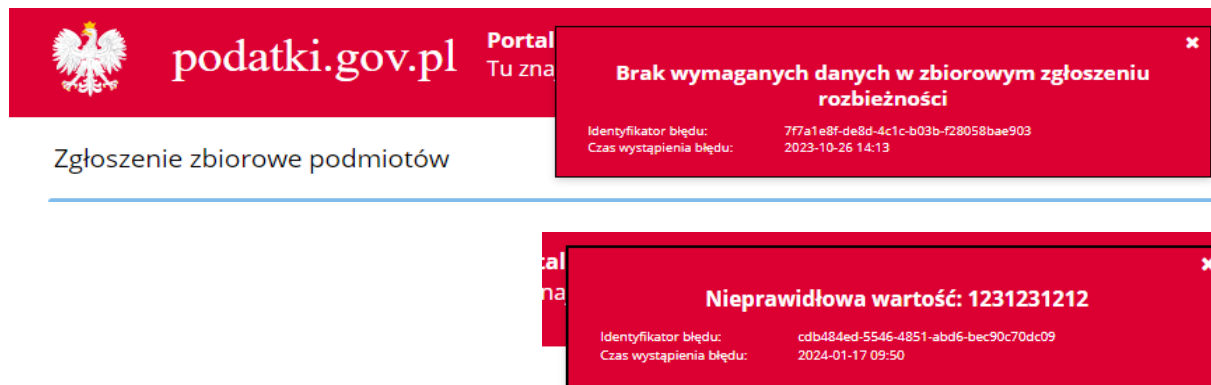 podatki.gov.pl
Portal
Tu zna
Brak wymaganych danych w zbiorowym zgłoszeniu
rozbieżności
Identyfikator błędu: 7f7a1e8f-de8d-4c1c-b03b-f28058bae903
Czas wystąpienia błędu: 2023-10-26 14:13
Zgłoszenie zbiorowe podmiotów
tal
na
Nieprawidłowa wartość: 1231231212
Identyfikator błędu: cdb484ed-5546-4851-abd6-bec90c70dc09
Czas wystąpienia błędu: 2024-01-17 09:50